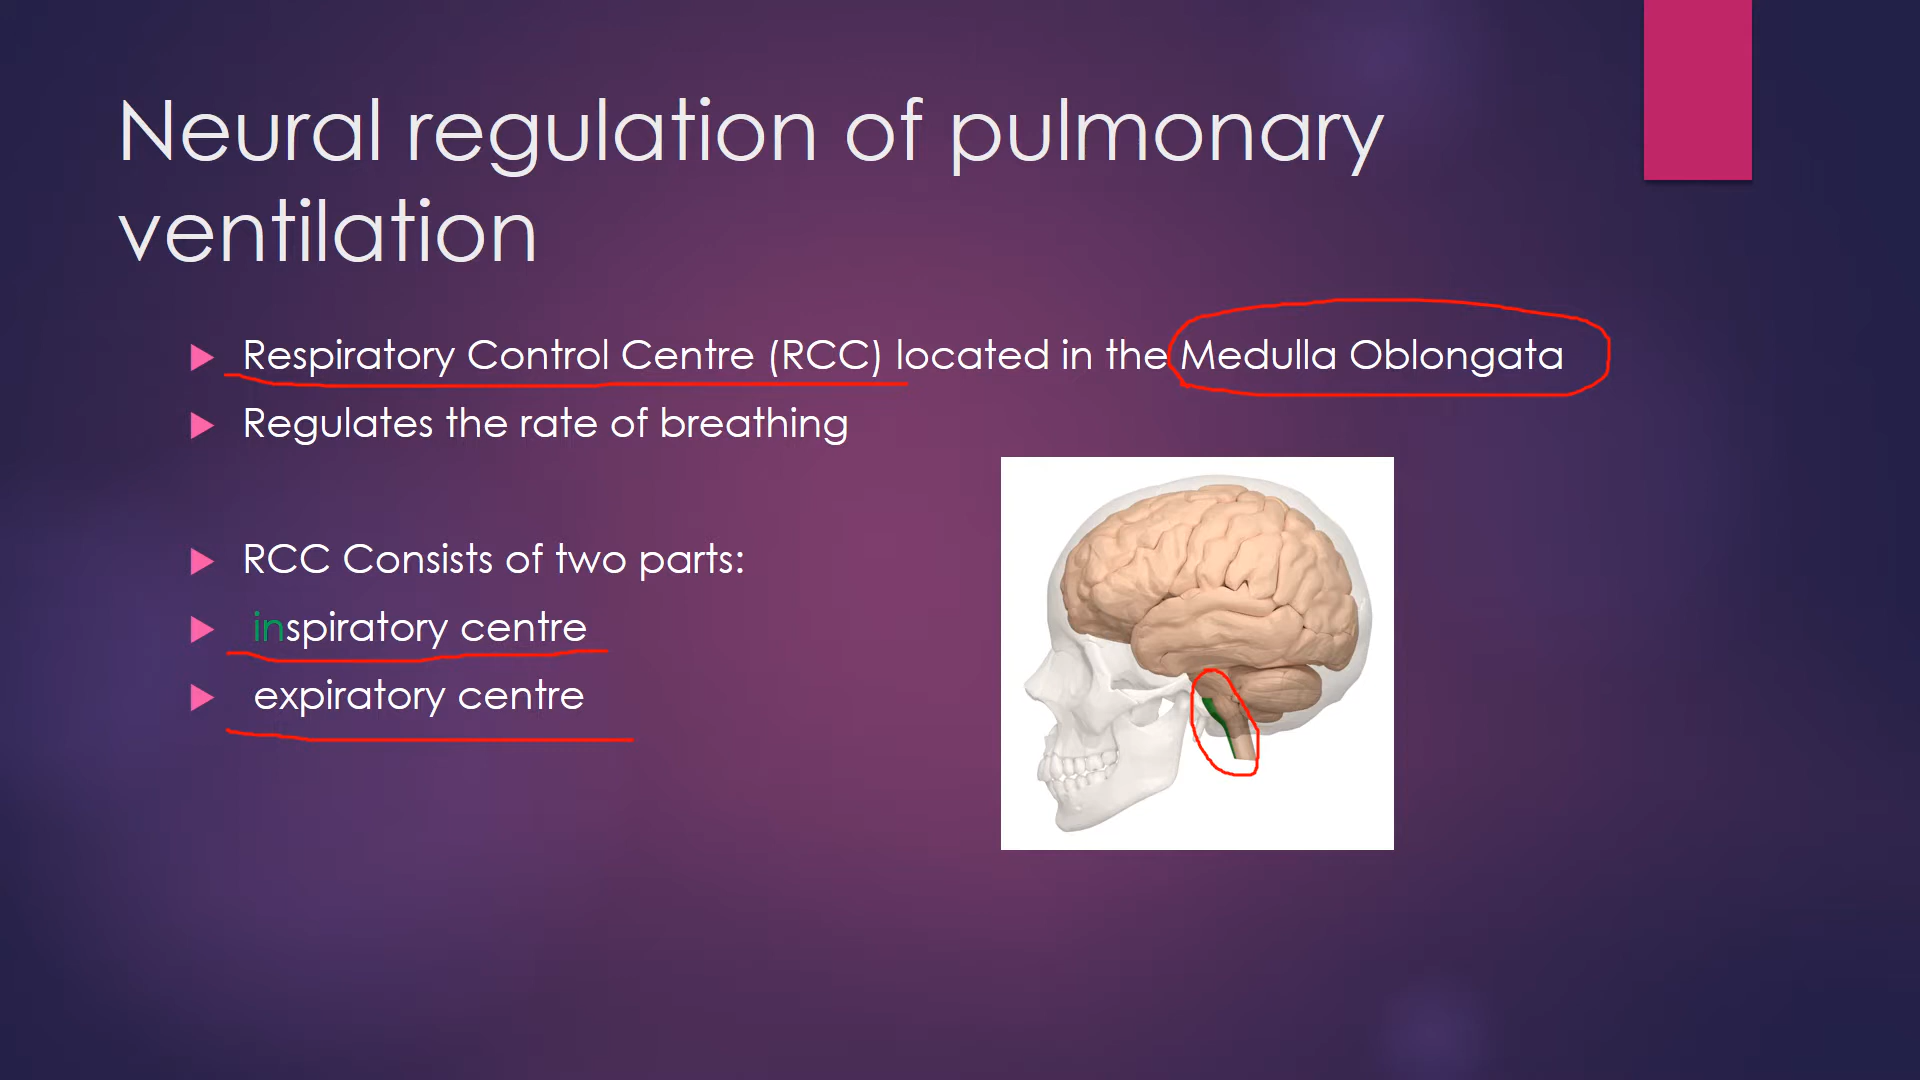 Neural regulation of pulmonary
ventilation
Respiratory Control Centre (RCC) located in the Medulla Oblongata
Regulates the rate of breathing
RCC Consists of two parts:
inspiratory centre
expiratory centre